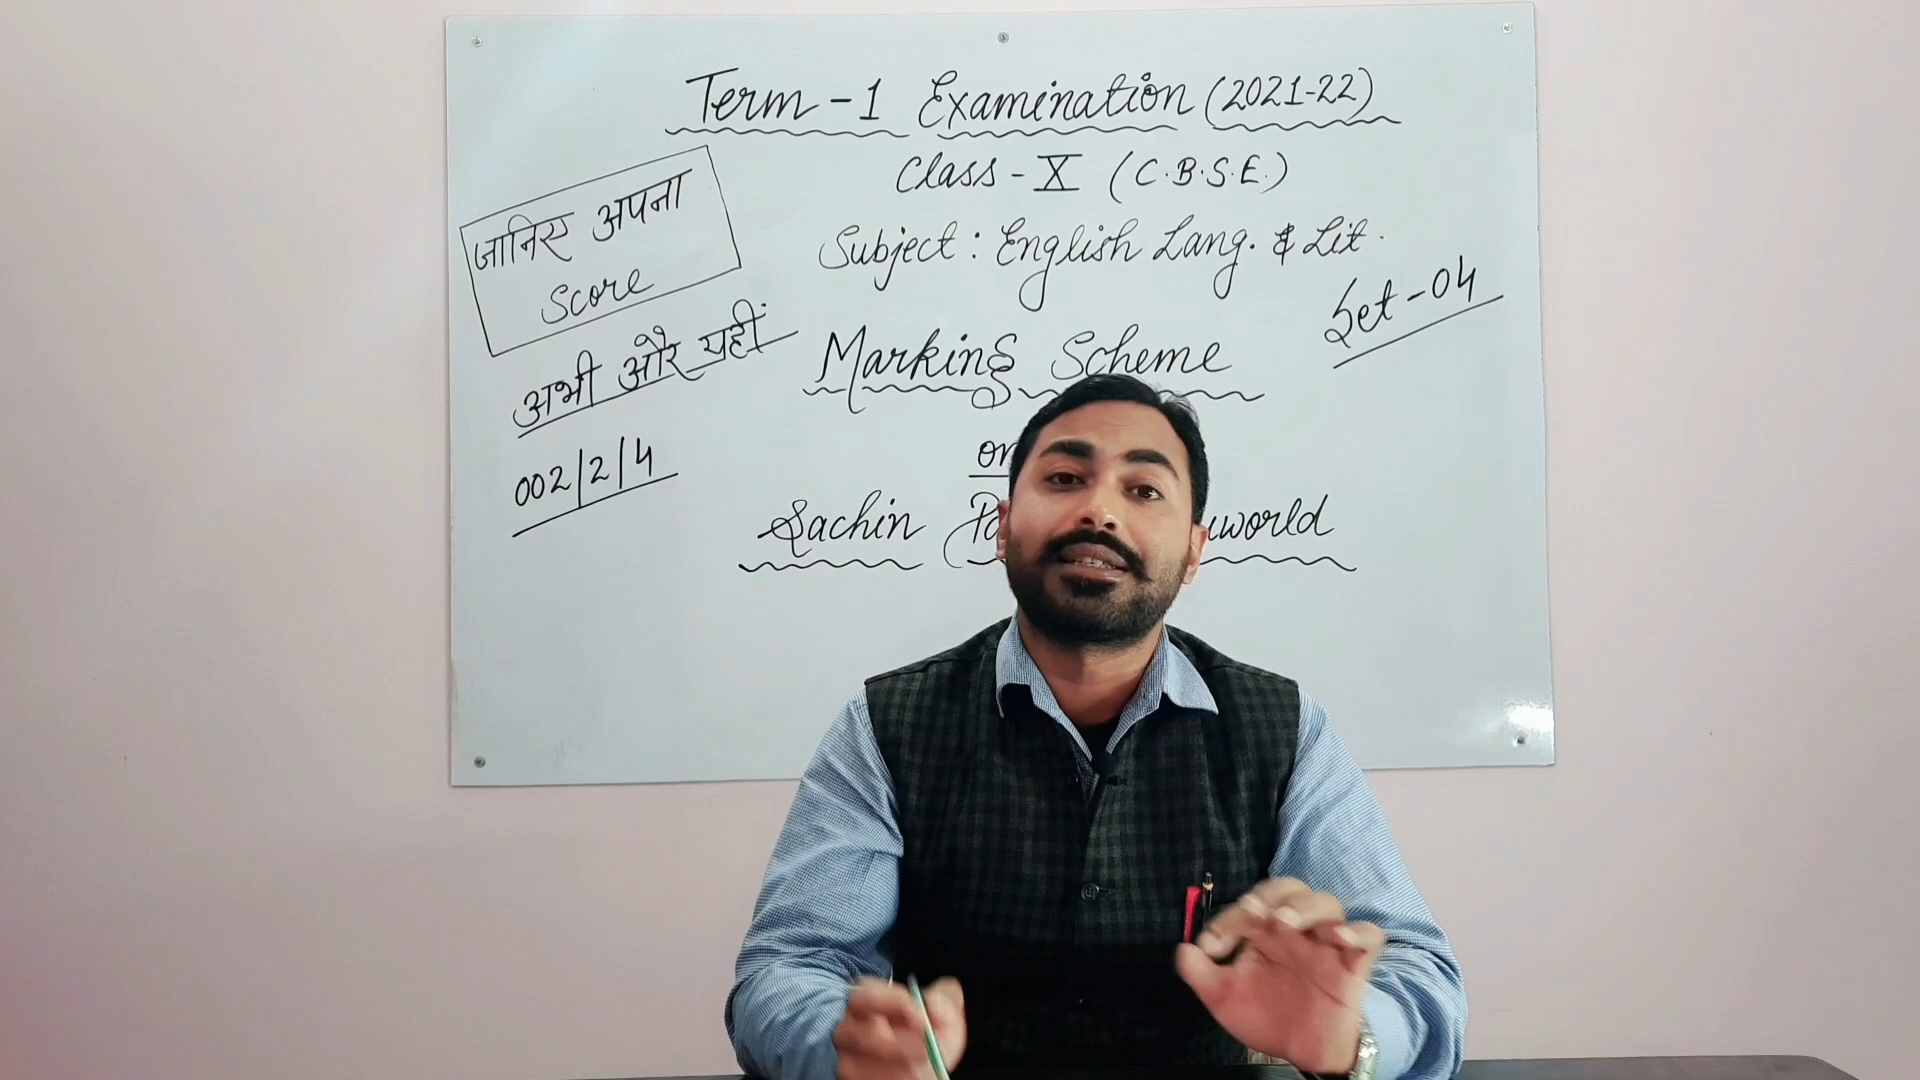 Term - 1 Examination (2021-22)
Class - X (C.B.S.E.)
Subject : English Lang. & Lit.
Set - 04
जानिए अपना
Score
अभी और यहीं
002/2/4
Marking Scheme
on
Sachin